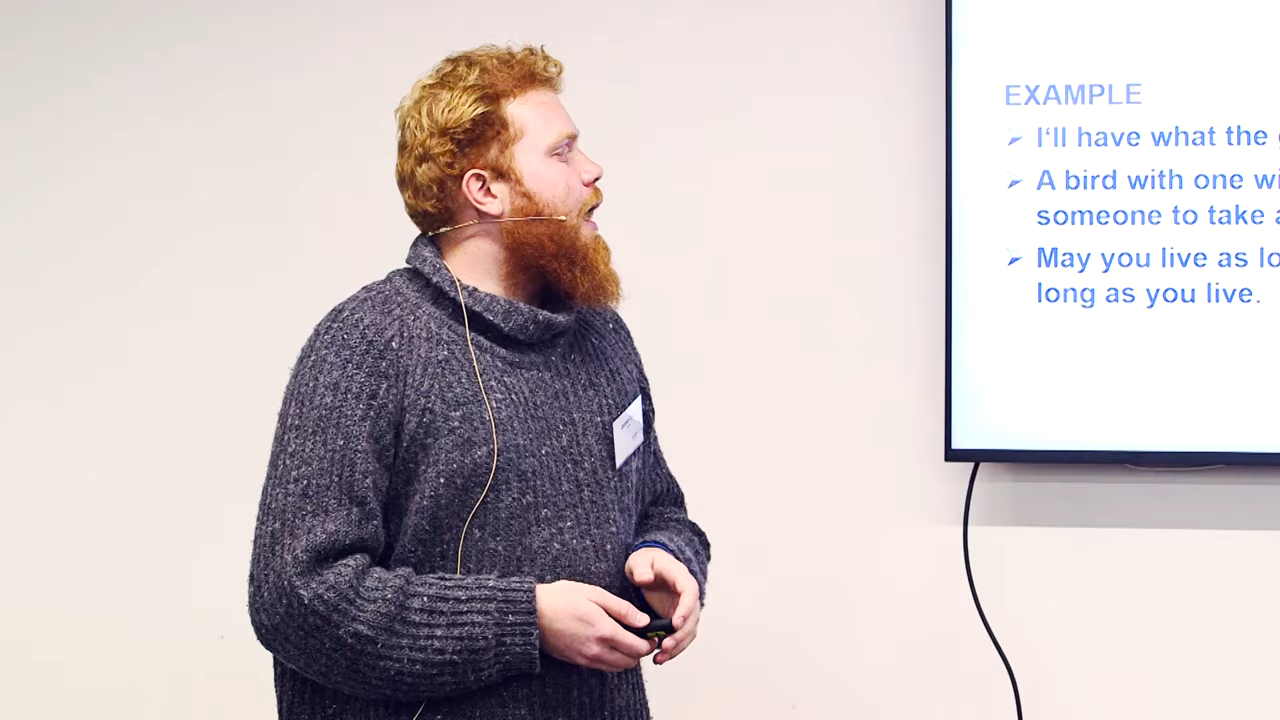 EXAMPLE
➢ I'll have what the
➢ A bird with one
someone to take
➢ May you live as
long as you live.